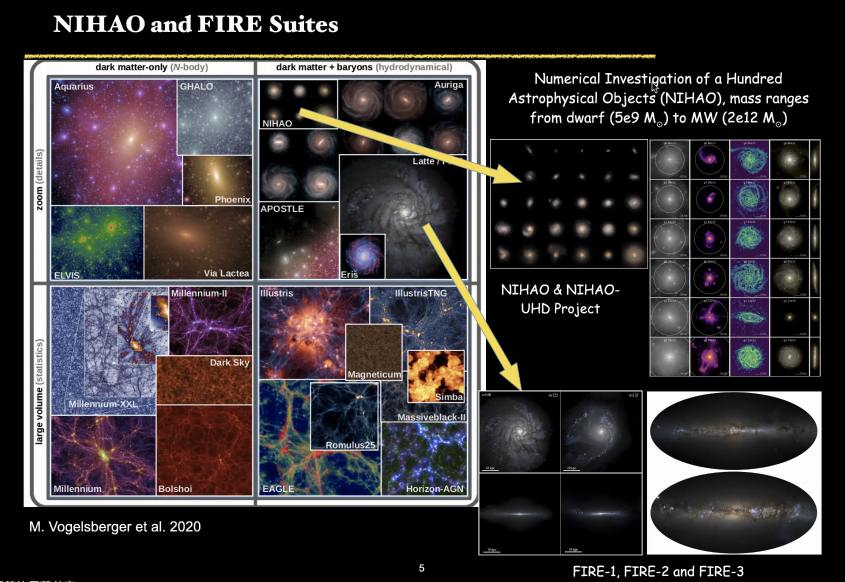 NIHAO and FIRE Suites
dark matter-only (N-body)
dark matter + baryons (hydrodynamical)
zoom (details)
Aquarius
GHALO
Phoenix
ELVIS
Via Lactea
NIHAO
Auriga
Latte /
APOSTLE
Eris
large volume (statistics)
Millennium-II
Dark Sky
Millennium-XXL
Millennium
Bolshoi
Illustris
IllustrisTNG
Magneticum
Simba
Massiveblack-II
Romulus25
EAGLE
Horizon-AGN
Numerical Investigation of a Hundred
Astrophysical Objects (NIHAO), mass ranges
from dwarf (5e9 M☉) to MW (2e12 M☉)
NIHAO & NIHAO-
UHD Project
M. Vogelsberger et al. 2020
5
FIRE-1, FIRE-2 and FIRE-3